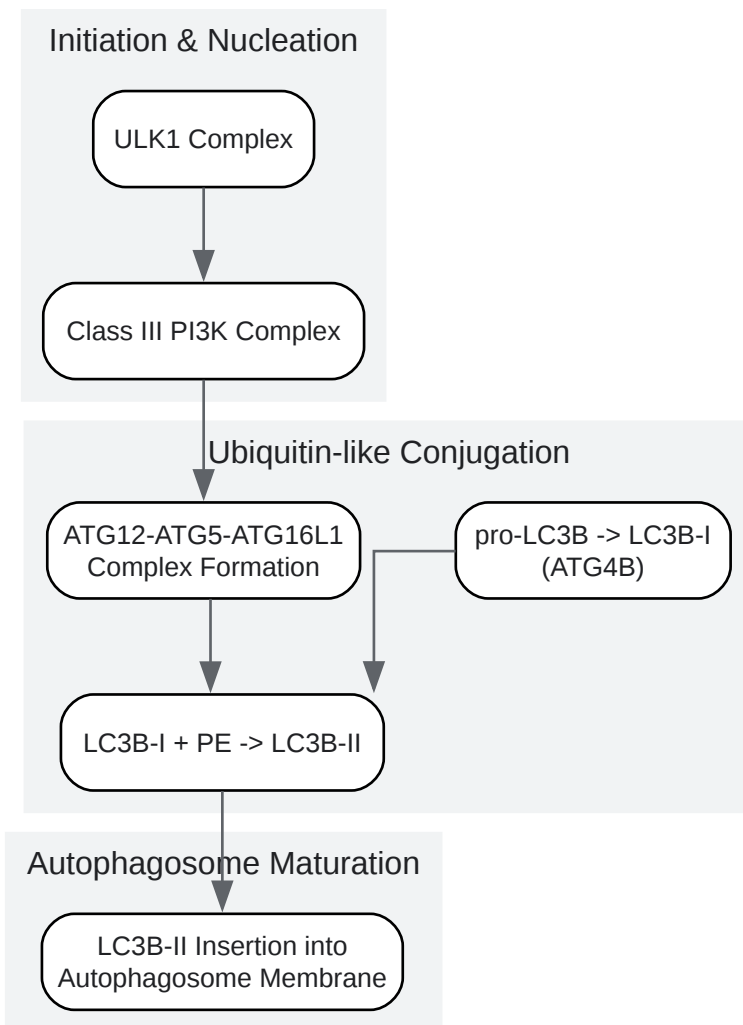 Initiation & Nucleation
ULK1 Complex
Class III PI3K Complex
Ubiquitin-like Conjugation
ATG12-ATG5-ATG16L1
Complex Formation
pro-LC3B -> LC3B-I
(ATG4B)
LC3B-I + PE -> LC3B-II
Autophagosome Maturation
LC3B-II Insertion into
Autophagosome Membrane